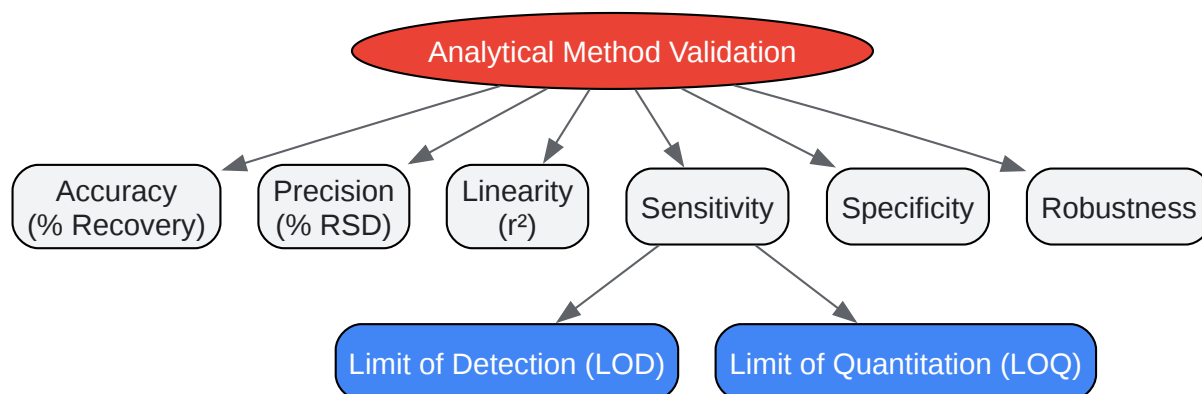 Analytical Method Validation
Accuracy
(% Recovery)
Precision
(% RSD)
Linearity
(r²)
Sensitivity
Specificity
Robustness
Limit of Detection (LOD)
Limit of Quantitation (LOQ)